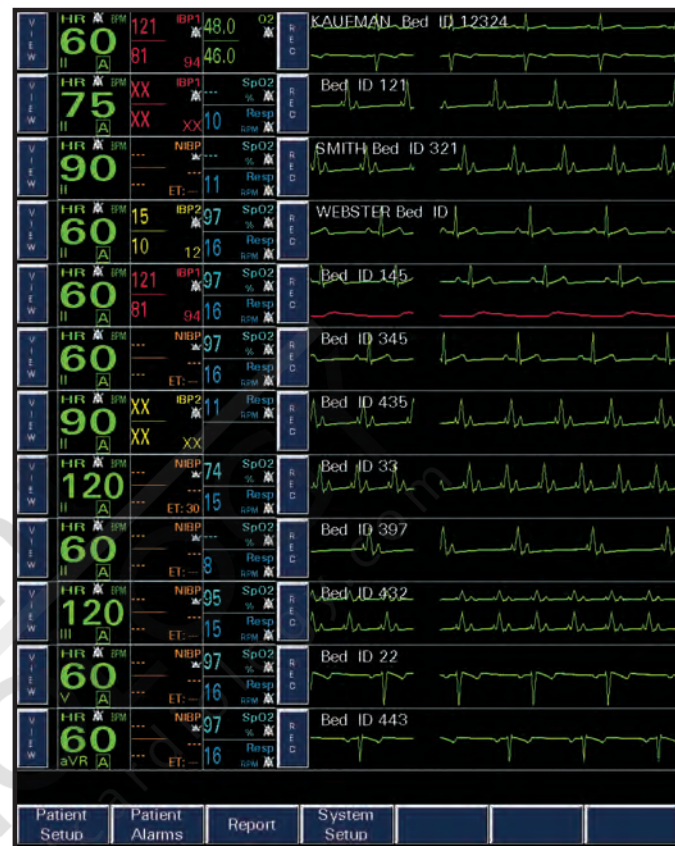 VIEW HR BPM 60 II A 121 IBP1 81 94 48.0 O2 46.0 REC KAUFMAN Bed ID 12324
VIEW HR BPM 75 II A XX IBP1 XX XX --- SpO2 % 10 Resp RPM REC Bed ID 121
VIEW HR BPM 90 II --- NIBP --- --- ET: --- --- SpO2 % 11 Resp RPM REC SMITH Bed ID 321
VIEW HR BPM 60 II A 15 IBP2 10 12 97 SpO2 % 16 Resp RPM REC WEBSTER Bed ID
VIEW HR BPM 60 II A 121 IBP1 81 94 97 SpO2 % 16 Resp RPM REC Bed ID 145
VIEW HR BPM 60 II A --- NIBP --- --- ET: --- 97 SpO2 % 16 Resp RPM REC Bed ID 345
VIEW HR BPM 90 II A XX IBP2 XX XX 11 Resp RPM REC Bed ID 435
VIEW HR BPM 120 II A --- NIBP --- --- ET: 30 74 SpO2 % 15 Resp RPM REC Bed ID 33
VIEW HR BPM 60 II A --- NIBP --- --- ET: --- --- SpO2 % 8 Resp RPM REC Bed ID 397
VIEW HR BPM 120 III A --- NIBP --- --- ET: --- 95 SpO2 % 15 Resp RPM REC Bed ID 432
VIEW HR BPM 60 V A --- NIBP --- --- ET: --- 97 SpO2 % 16 Resp RPM REC Bed ID 22
VIEW HR BPM 60 aVR A --- NIBP --- --- ET: --- 97 SpO2 % 16 Resp RPM REC Bed ID 443
Patient Setup
Patient Alarms
Report
System Setup